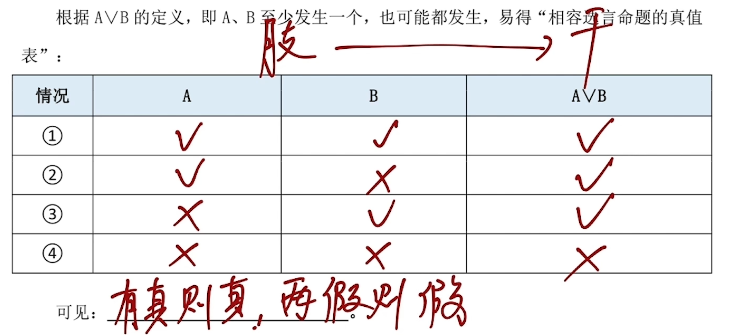 根据 A∨B 的定义，即 A、B 至少发生一个，也可能都发生，易得“相容选言命题的真值
表”：
肢 → 干
情况 A B A∨B
① ✓ ✓ ✓
② ✓ × ✓
③ × ✓ ✓
④ × × ×
可见：有真则真，两假则假。